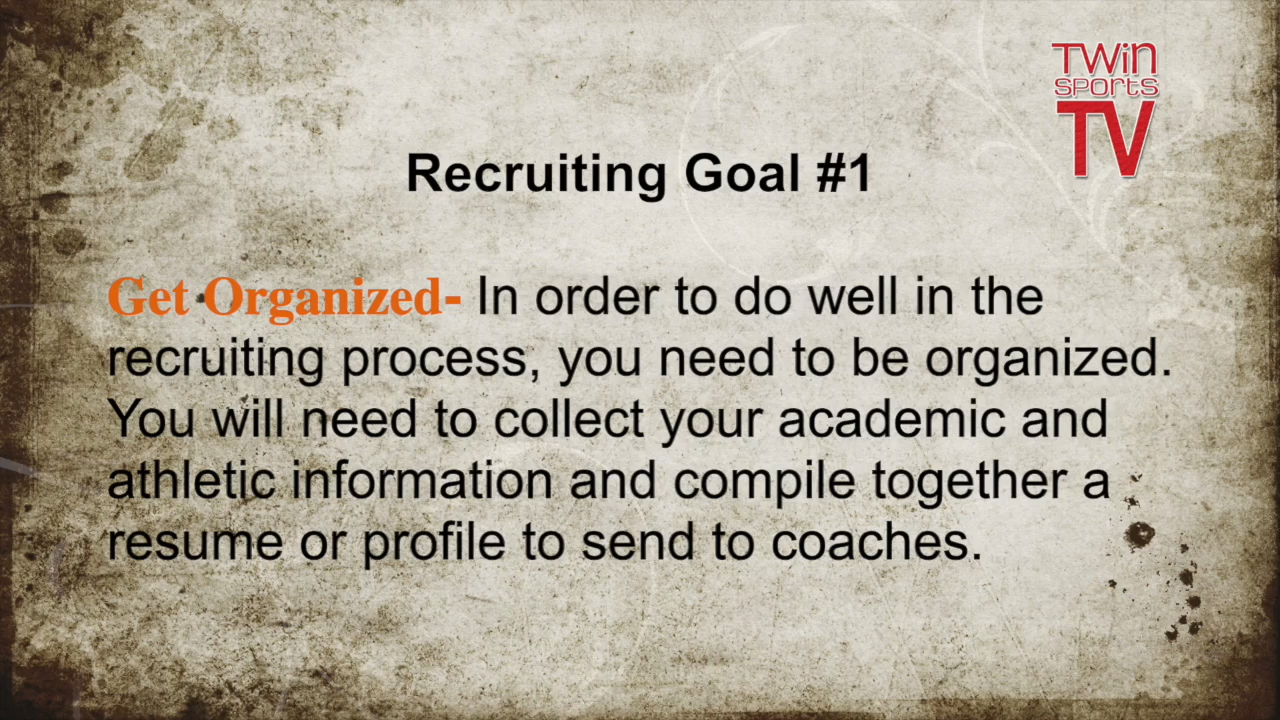 TWin
SPOrts
TV
Recruiting Goal #1
Get Organized- In order to do well in the
recruiting process, you need to be organized.
You will need to collect your academic and
athletic information and compile together a
resume or profile to send to coaches.